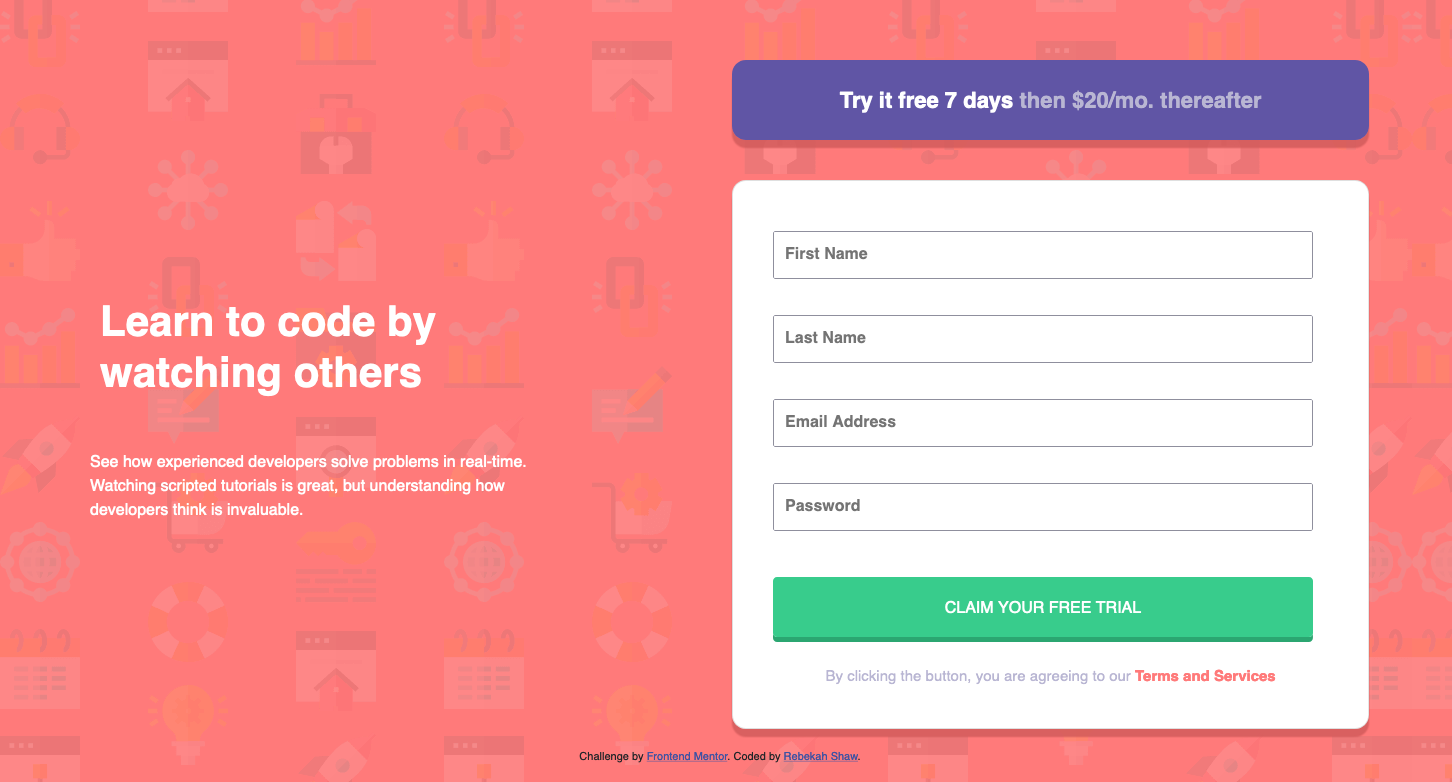 Try it free 7 days then $20/mo. thereafter
Learn to code by
watching others
See how experienced developers solve problems in real-time.
Watching scripted tutorials is great, but understanding how
developers think is invaluable.
First Name
Last Name
Email Address
Password
CLAIM YOUR FREE TRIAL
By clicking the button, you are agreeing to our Terms and Services
Challenge by Frontend Mentor. Coded by Rebekah Shaw.